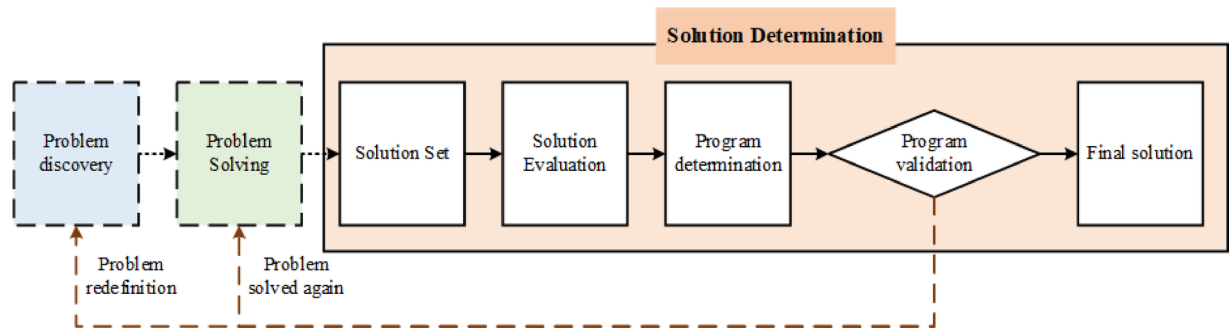 Solution Determination
Problem
discovery
Problem
Solving
Solution Set
Solution
Evaluation
Program
determination
Program
validation
Final solution
Problem
redefinition
Problem
solved again